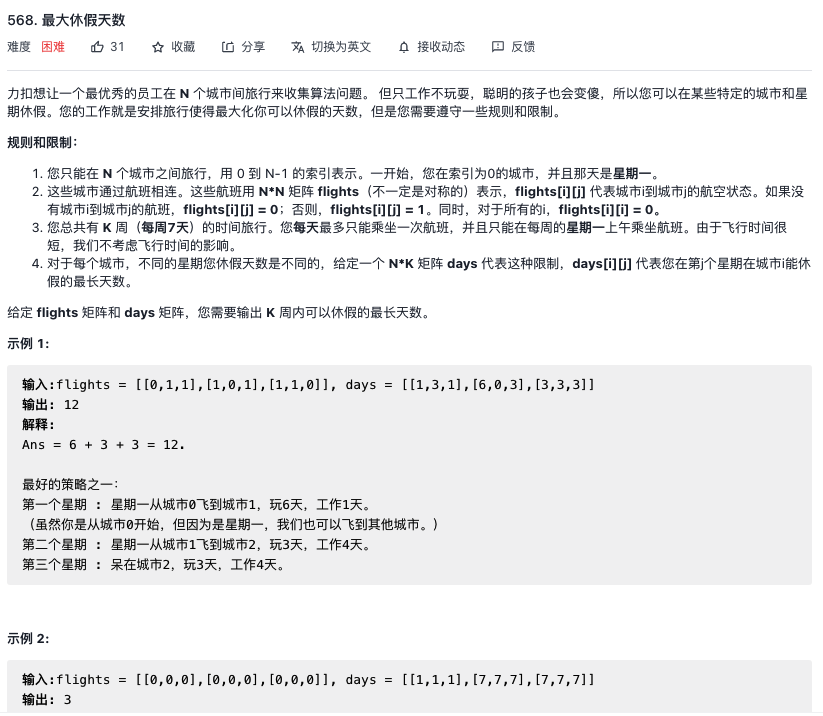 568. 最大休假天数
难度 困难 31 收藏 分享 切换为英文 接收动态 反馈
力扣想让一个最优秀的员工在 N 个城市间旅行来收集算法问题。 但只工作不玩耍，聪明的孩子也会变傻，所以您可以在某些特定的城市和星
期休假。您的工作就是安排旅行使得最大化你可以休假的天数，但是您需要遵守一些规则和限制。
规则和限制：
1. 您只能在 N 个城市之间旅行，用 0 到 N-1 的索引表示。一开始，您在索引为0的城市，并且那天是星期一。
2. 这些城市通过航班相连。这些航班用 N*N 矩阵 flights（不一定是对称的）表示，flights[i][j] 代表城市i到城市j的航空状态。如果没
有城市i到城市j的航班，flights[i][j] = 0；否则，flights[i][j] = 1。同时，对于所有的i，flights[i][i] = 0。
3. 您总共有 K 周（每周7天）的时间旅行。您每天最多只能乘坐一次航班，并且只能在每周的星期一上午乘坐航班。由于飞行时间很
短，我们不考虑飞行时间的影响。
4. 对于每个城市，不同的星期您休假天数是不同的，给定一个 N*K 矩阵 days 代表这种限制，days[i][j] 代表您在第j个星期在城市i能休
假的最长天数。
给定 flights 矩阵和 days 矩阵，您需要输出 K 周内可以休假的最长天数。
示例 1:
输入:flights = [[0,1,1],[1,0,1],[1,1,0]], days = [[1,3,1],[6,0,3],[3,3,3]]
输出: 12
解释:
Ans = 6 + 3 + 3 = 12.
最好的策略之一：
第一个星期 : 星期一从城市0飞到城市1，玩6天，工作1天。
（虽然你是从城市0开始，但因为是星期一，我们也可以飞到其他城市。）
第二个星期 : 星期一从城市1飞到城市2，玩3天，工作4天。
第三个星期 : 呆在城市2，玩3天，工作4天。
示例 2:
输入:flights = [[0,0,0],[0,0,0],[0,0,0]], days = [[1,1,1],[7,7,7],[7,7,7]]
输出: 3